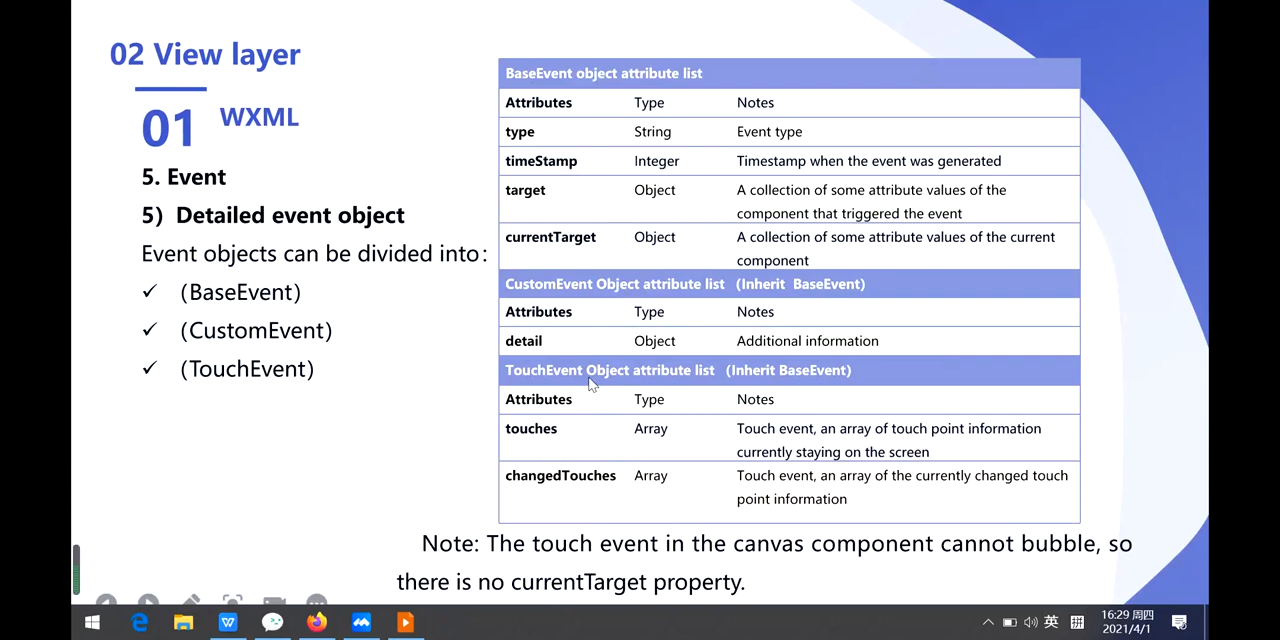 02 View layer
01 WXML
5. Event
5) Detailed event object
Event objects can be divided into:
✓ (BaseEvent)
✓ (CustomEvent)
✓ (TouchEvent)
BaseEvent object attribute list
Attributes Type Notes
type String Event type
timeStamp Integer Timestamp when the event was generated
target Object A collection of some attribute values of the
component that triggered the event
currentTarget Object A collection of some attribute values of the current
component
CustomEvent Object attribute list (Inherit BaseEvent)
Attributes Type Notes
detail Object Additional information
TouchEvent Object attribute list (Inherit BaseEvent)
Attributes Type Notes
touches Array Touch event, an array of touch point information
currently staying on the screen
changedTouches Array Touch event, an array of the currently changed touch
point information
Note: The touch event in the canvas component cannot bubble, so
there is no currentTarget property.
英 拼 16:29 周四
2021/4/1